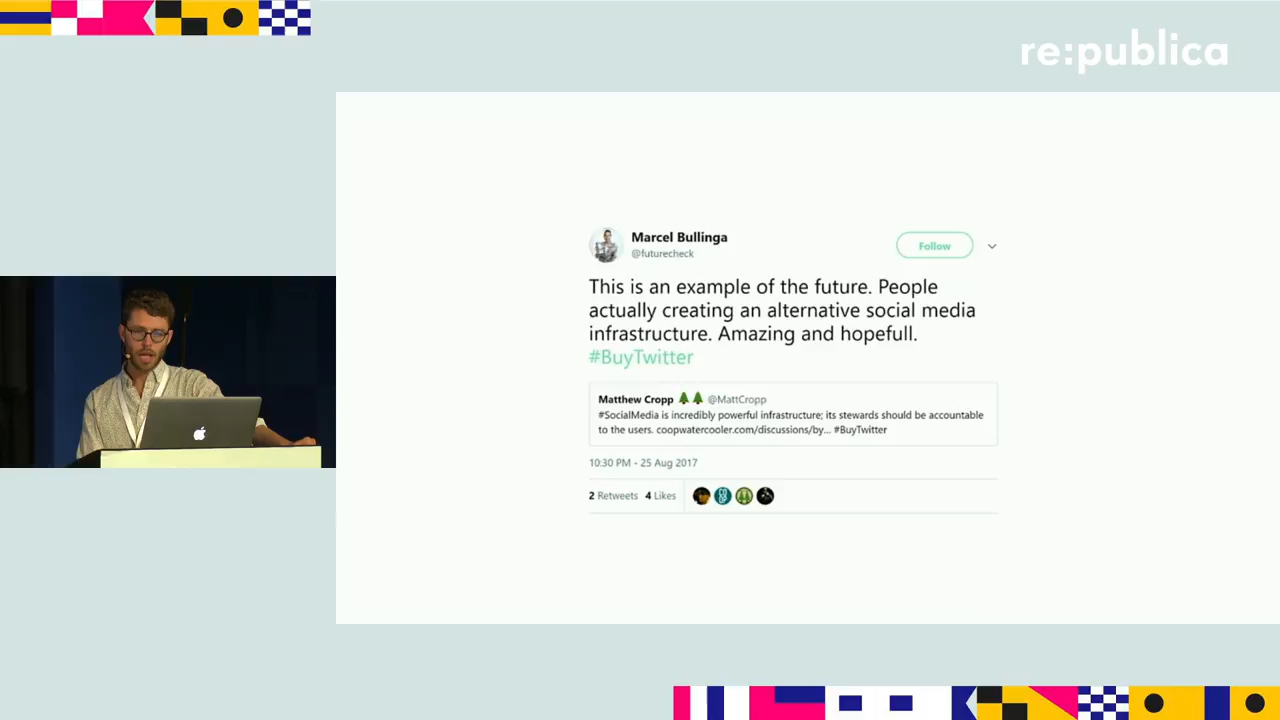 re:publica
Marcel Bullinga
@futurecheck
Follow
This is an example of the future. People
actually creating an alternative social media
infrastructure. Amazing and hopefull.
#BuyTwitter
Matthew Cropp 🌲🌲 @MattCropp
#SocialMedia is incredibly powerful infrastructure; its stewards should be accountable
to the users. coopwatercooler.com/discussions/by... #BuyTwitter
10:30 PM - 25 Aug 2017
2 Retweets 4 Likes